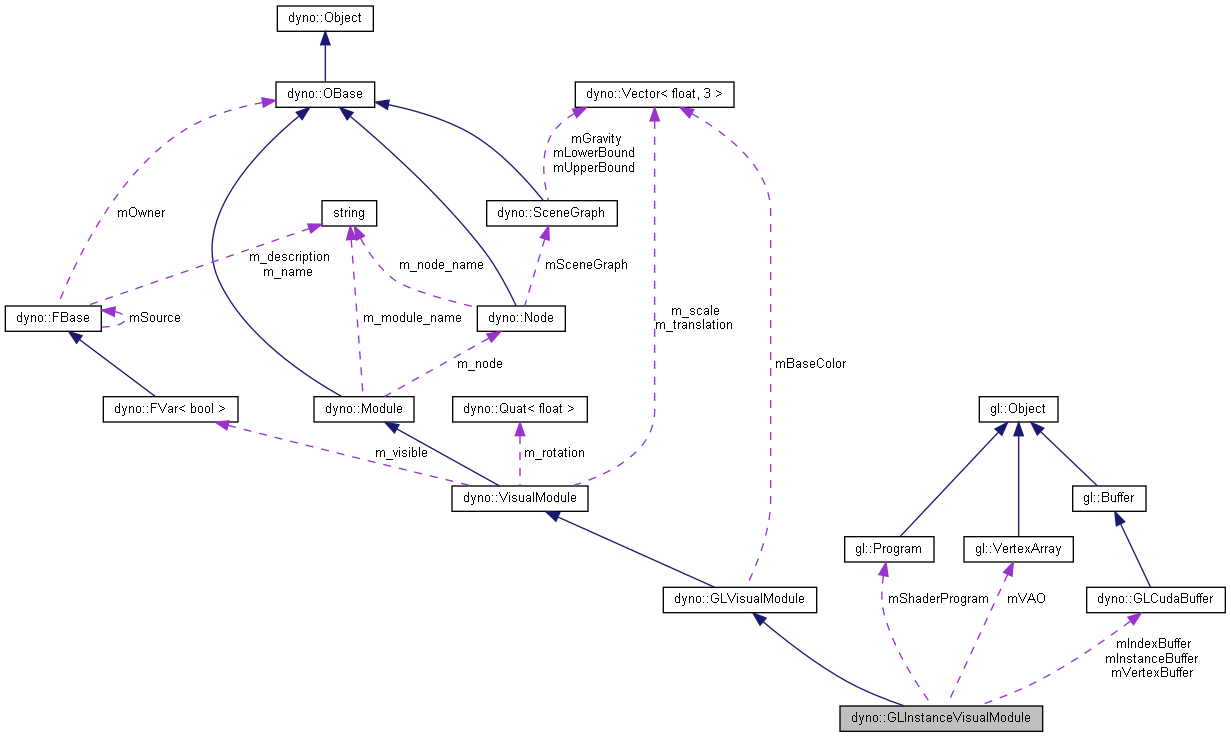 dyno::Object
dyno::OBase
dyno::Vector< float, 3 >
mGravity
mLowerBound
mUpperBound
mOwner
string
dyno::SceneGraph
m_description
m_name
m_node_name
mSceneGraph
dyno::FBase
mSource
m_module_name
dyno::Node
m_scale
m_translation
m_node
mBaseColor
dyno::FVar< bool >
dyno::Module
dyno::Quat< float >
gl::Object
m_visible
m_rotation
dyno::VisualModule
gl::Buffer
gl::Program
gl::VertexArray
dyno::GLVisualModule
mShaderProgram
mVAO
dyno::GLCudaBuffer
mIndexBuffer
mInstanceBuffer
mVertexBuffer
dyno::GLInstanceVisualModule